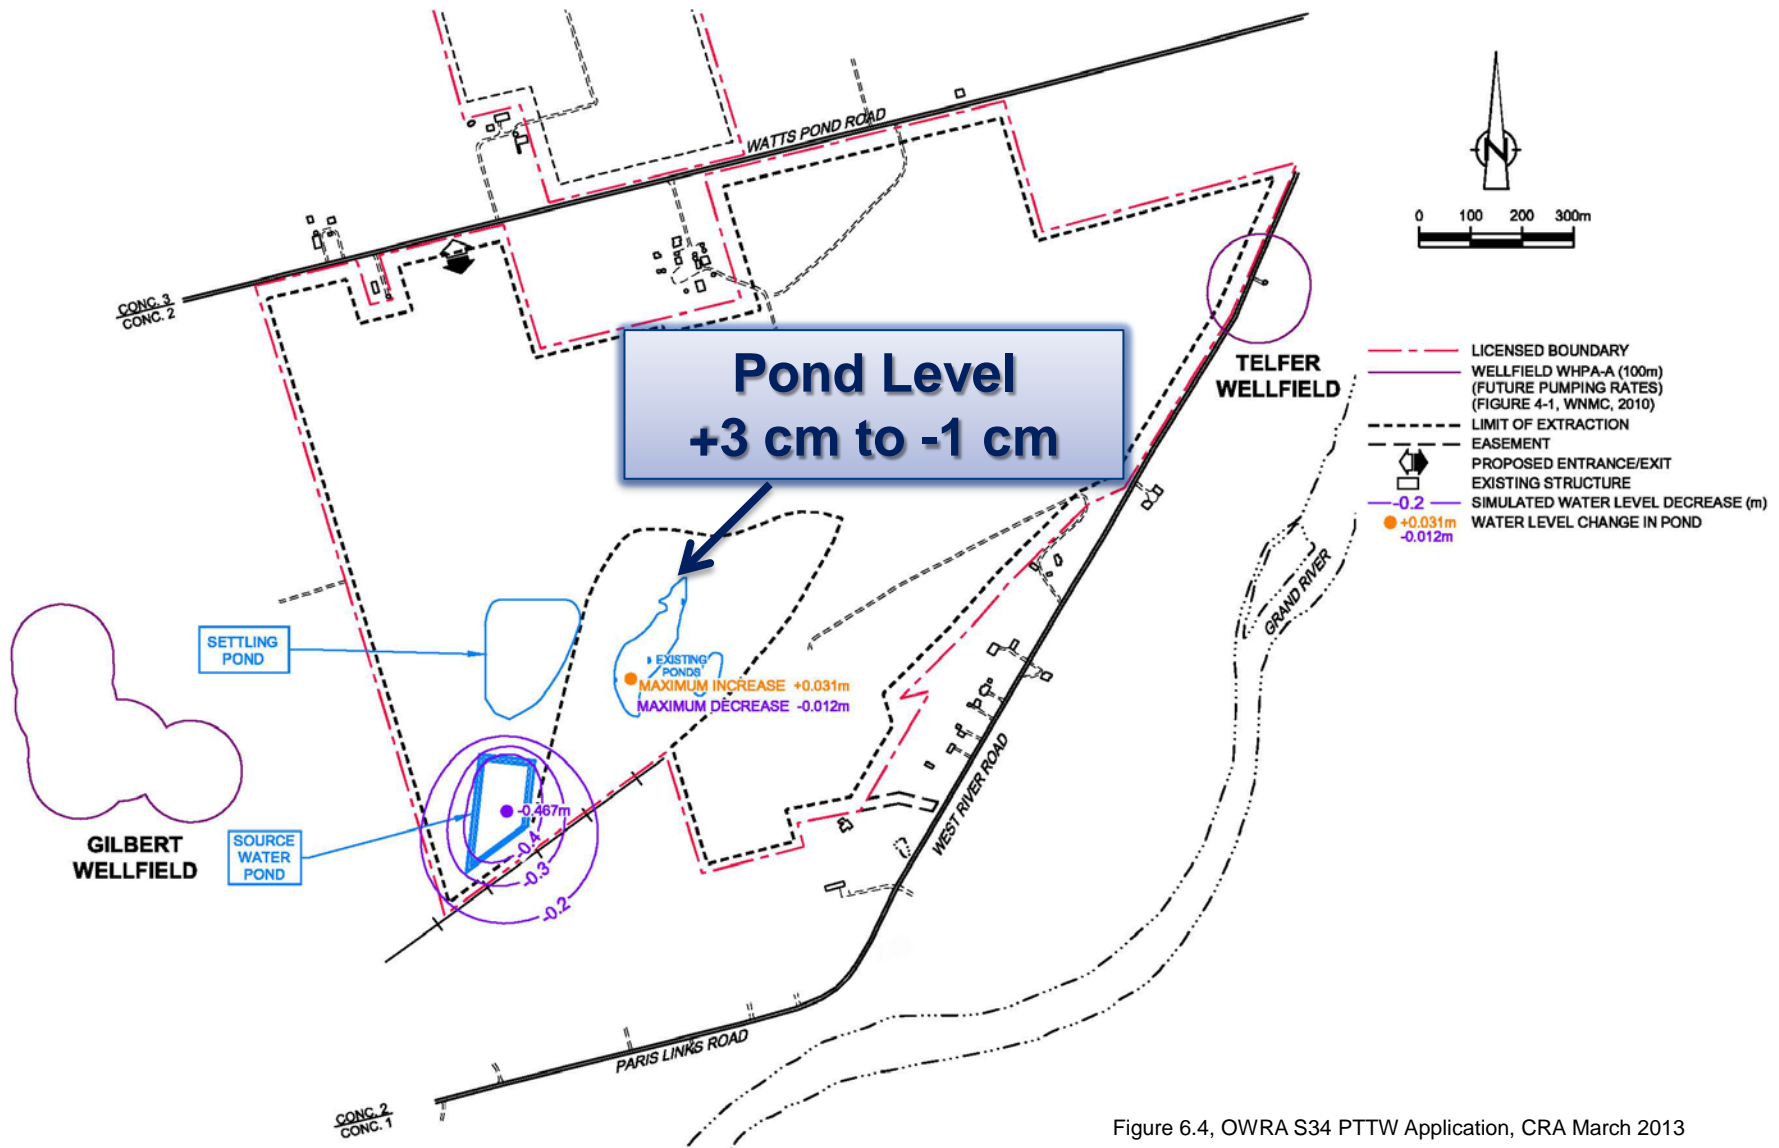 WATTS POND ROAD
N
0 100 200 300m
CONC. 3
CONC. 2
Pond Level
+3 cm to -1 cm
TELFER
WELLFIELD
LICENSED BOUNDARY
WELLFIELD WHPA-A (100m)
(FUTURE PUMPING RATES)
(FIGURE 4-1, WNMC, 2010)
LIMIT OF EXTRACTION
EASEMENT
PROPOSED ENTRANCE/EXIT
EXISTING STRUCTURE
-0.2 SIMULATED WATER LEVEL DECREASE (m)
+0.031m WATER LEVEL CHANGE IN POND
-0.012m
GRAND RIVER
SETTLING
POND
EXISTING
PONDS
MAXIMUM INCREASE +0.031m
MAXIMUM DECREASE -0.012m
-0.467m
-0.4
-0.3
-0.2
GILBERT
WELLFIELD
SOURCE
WATER
POND
WEST RIVER ROAD
PARIS LINKS ROAD
CONC. 2
CONC. 1
Figure 6.4, OWRA S34 PTTW Application, CRA March 2013